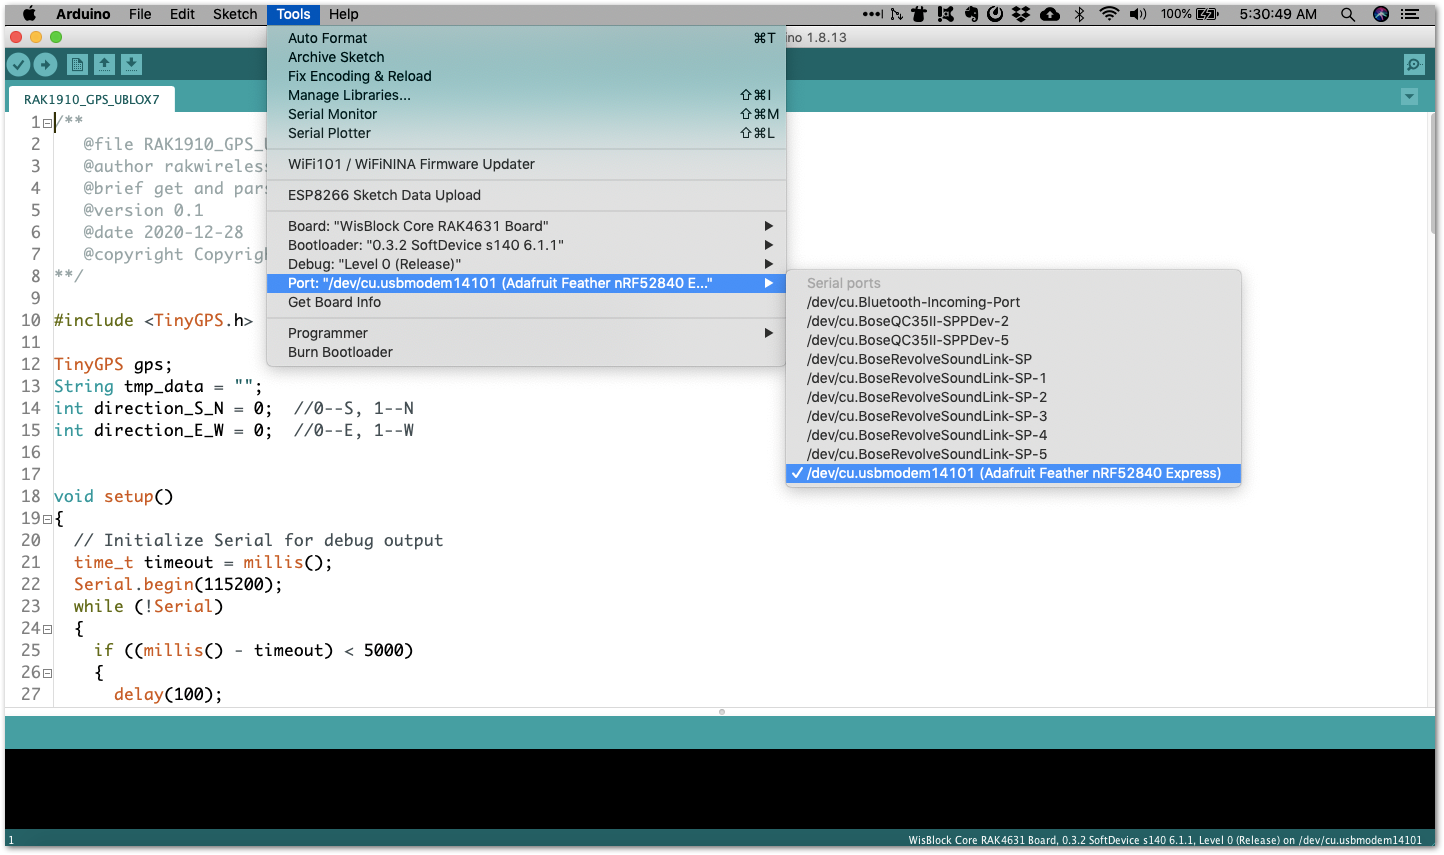 Arduino File Edit Sketch Tools Help 100% 5:30:49 AM
ino 1.8.13
RAK1910_GPS_UBLOX7
Auto Format ⌘T
Archive Sketch
Fix Encoding & Reload
Manage Libraries... ⇧⌘I
Serial Monitor ⇧⌘M
Serial Plotter ⇧⌘L
WiFi101 / WiFiNINA Firmware Updater
ESP8266 Sketch Data Upload
Board: "WisBlock Core RAK4631 Board"
Bootloader: "0.3.2 SoftDevice s140 6.1.1"
Debug: "Level 0 (Release)"
Port: "/dev/cu.usbmodem14101 (Adafruit Feather nRF52840 E..."
Get Board Info
Programmer
Burn Bootloader
Serial ports
/dev/cu.Bluetooth-Incoming-Port
/dev/cu.BoseQC35II-SPPDev-2
/dev/cu.BoseQC35II-SPPDev-5
/dev/cu.BoseRevolveSoundLink-SP
/dev/cu.BoseRevolveSoundLink-SP-1
/dev/cu.BoseRevolveSoundLink-SP-2
/dev/cu.BoseRevolveSoundLink-SP-3
/dev/cu.BoseRevolveSoundLink-SP-4
/dev/cu.BoseRevolveSoundLink-SP-5
✓ /dev/cu.usbmodem14101 (Adafruit Feather nRF52840 Express)
1 /**
2 @file RAK1910_GPS_U
3 @author rakwireless
4 @brief get and pars
5 @version 0.1
6 @date 2020-12-28
7 @copyright Copyrigh
8 **/
9
10 #include <TinyGPS.h>
11
12 TinyGPS gps;
13 String tmp_data = "";
14 int direction_S_N = 0; //0--S, 1--N
15 int direction_E_W = 0; //0--E, 1--W
16
17
18 void setup()
19 {
20 // Initialize Serial for debug output
21 time_t timeout = millis();
22 Serial.begin(115200);
23 while (!Serial)
24 {
25 if ((millis() - timeout) < 5000)
26 {
27 delay(100);
1 WisBlock Core RAK4631 Board, 0.3.2 SoftDevice s140 6.1.1, Level 0 (Release) on /dev/cu.usbmodem14101